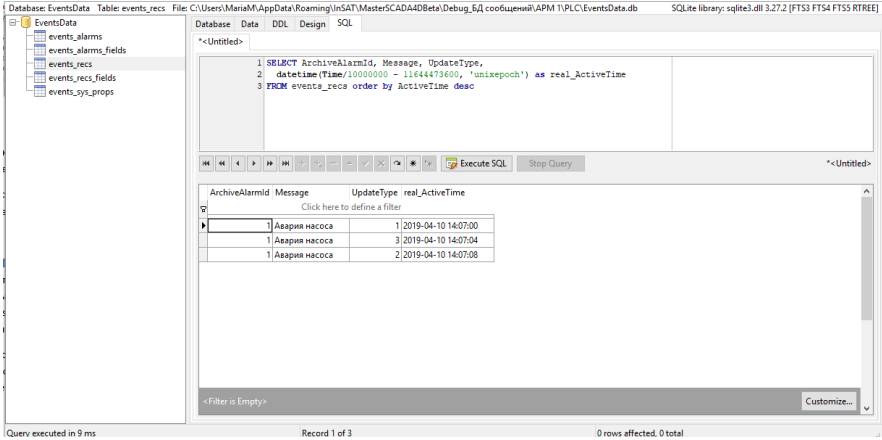 Database: EventsData   Table: events_recs   File: C:\Users\MariaM\AppData\Roaming\InSAT\MasterSCADA4DBeta\Debug_БД сообщений\АРМ 1\PLC\EventsData.db   SQLite library: sqlite3.dll 3.27.2 [FTS3 FTS4 FTS5 RTREE]
EventsData
events_alarms
events_alarms_fields
events_recs
events_recs_fields
events_sys_props
Database Data DDL Design SQL
*<Untitled>
1 SELECT ArchiveAlarmId, Message, UpdateType,
2 datetime(Time/10000000 - 11644473600, 'unixepoch') as real_ActiveTime
3 FROM events_recs order by ActiveTime desc
Execute SQL Stop Query *<Untitled>
ArchiveAlarmId Message UpdateType real_ActiveTime
Click here to define a filter
1 Авария насоса 1 2019-04-10 14:07:00
1 Авария насоса 3 2019-04-10 14:07:04
1 Авария насоса 2 2019-04-10 14:07:08
<Filter is Empty> Customize...
Query executed in 9 ms Record 1 of 3 0 rows affected, 0 total